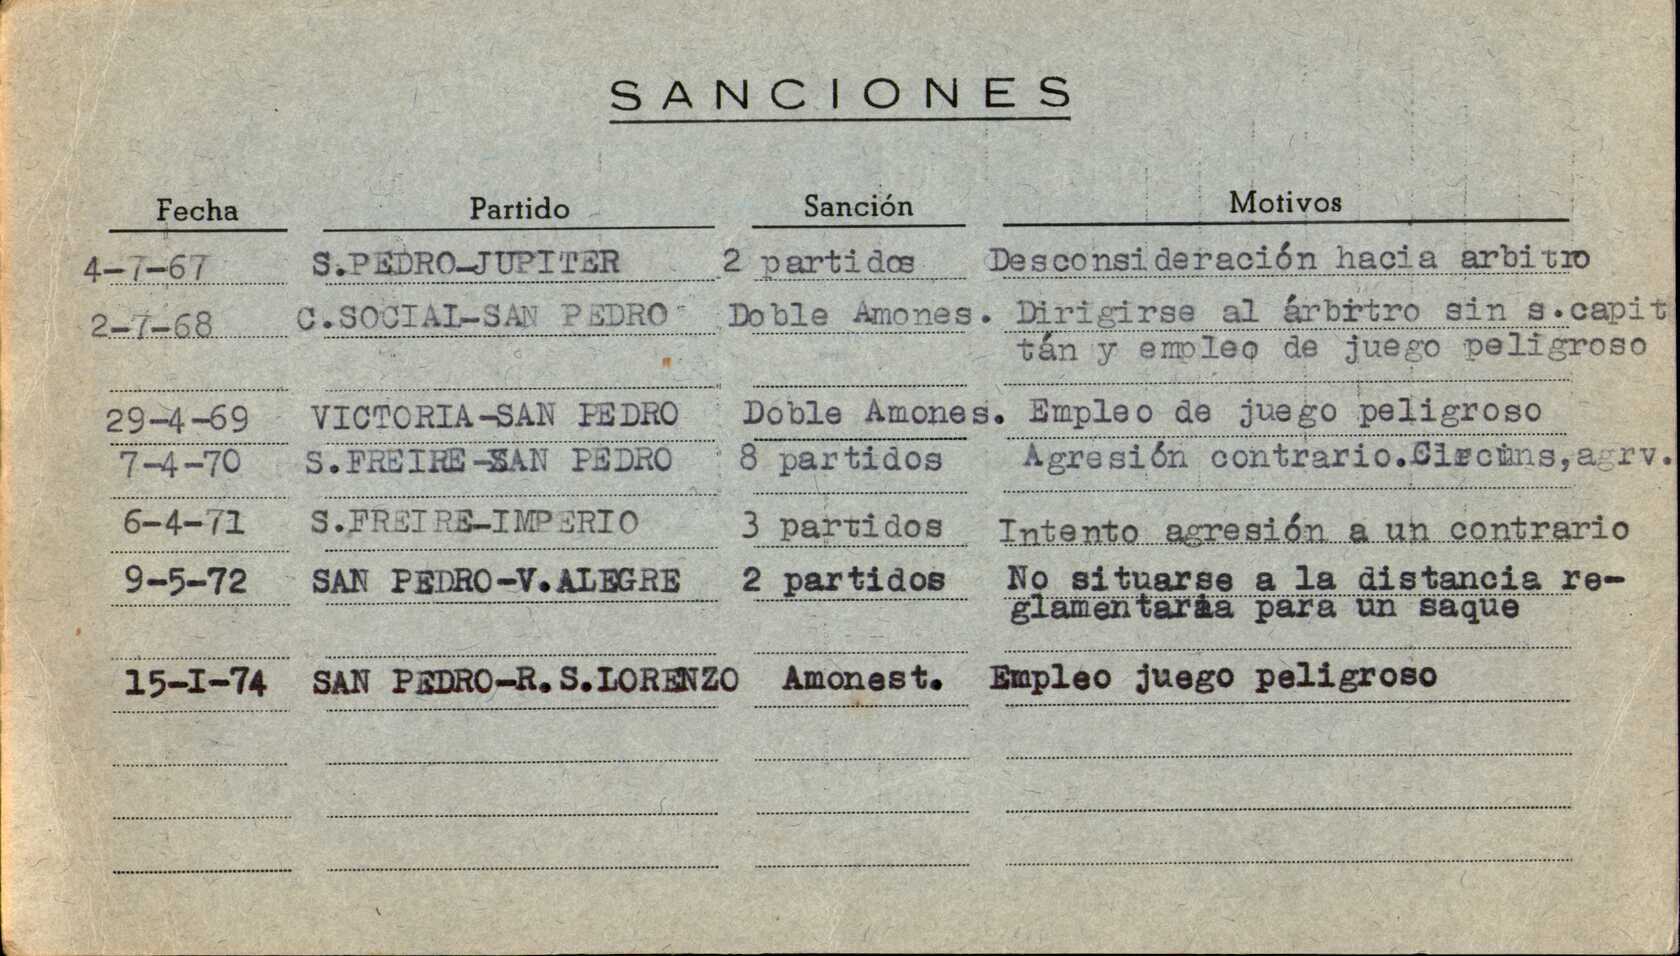 SANCIONES
Fecha Partido Sanción Motivos
4-7-67 S.PEDRO-JUPITER 2 partidos Desconsideración hacia arbitro
2-7-68 C.SOCIAL-SAN PEDRO Doble Amones. Dirigirse al árbitro sin s.capit
tán y empleo de juego peligroso
29-4-69 VICTORIA-SAN PEDRO Doble Amones. Empleo de juego peligroso
7-4-70 S.FREIRE-SAN PEDRO 8 partidos Agresión contrario.Circuns,agrv.
6-4-71 S.FREIRE-IMPERIO 3 partidos Intento agresión a un contrario
9-5-72 SAN PEDRO-V.ALEGRE 2 partidos No situarse a la distancia re-
glamentaria para un saque
15-I-74 SAN PEDRO-R.S.LORENZO Amonest. Empleo juego peligroso